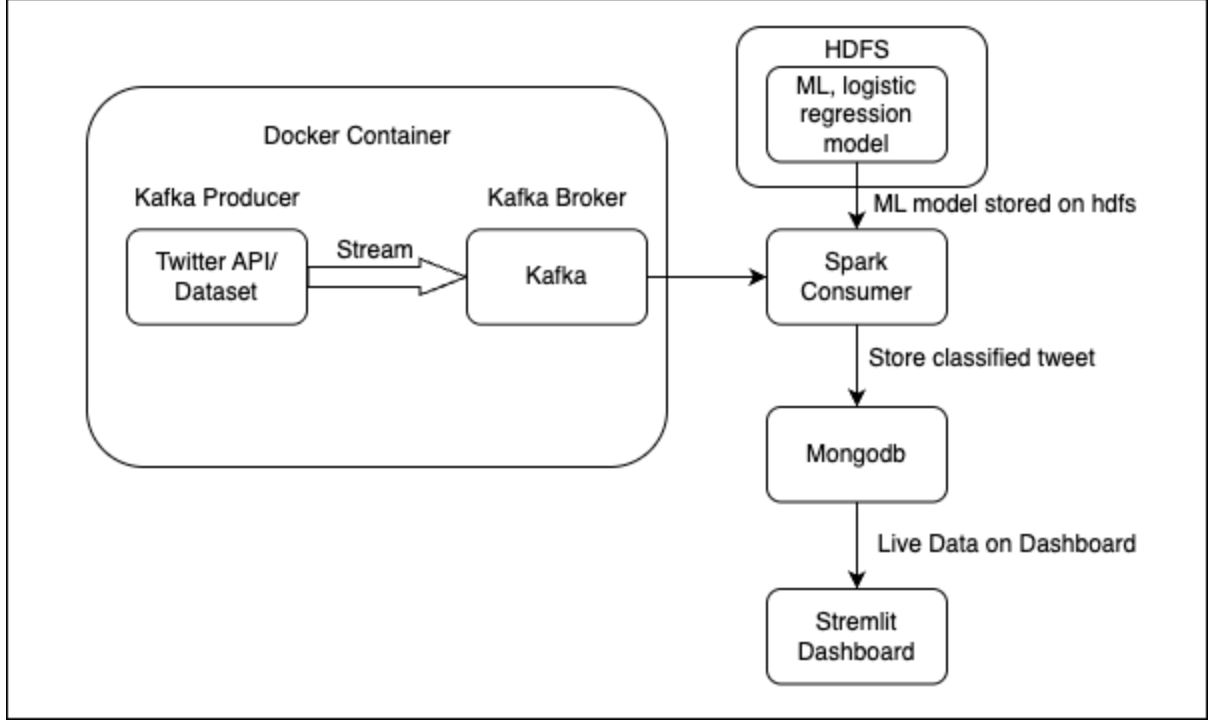 HDFS
ML, logistic
regression
model
Docker Container
Kafka Producer
Kafka Broker
ML model stored on hdfs
Twitter API/
Dataset
Stream
Kafka
Spark
Consumer
Store classified tweet
Mongodb
Live Data on Dashboard
Stremlit
Dashboard